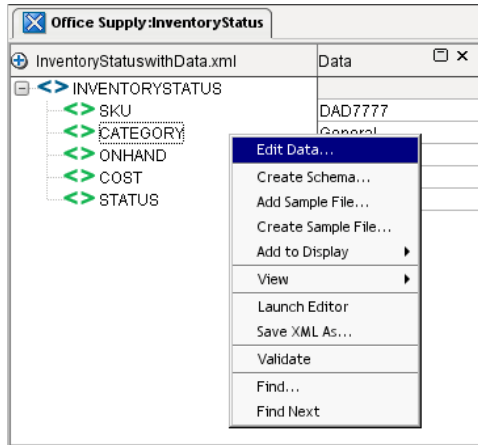 Office Supply:InventoryStatus
InventoryStatuswithData.xml Data
INVENTORYSTATUS
SKU DAD7777
CATEGORY General
ONHAND
COST
STATUS
Edit Data...
Create Schema...
Add Sample File...
Create Sample File...
Add to Display
View
Launch Editor
Save XML As...
Validate
Find...
Find Next